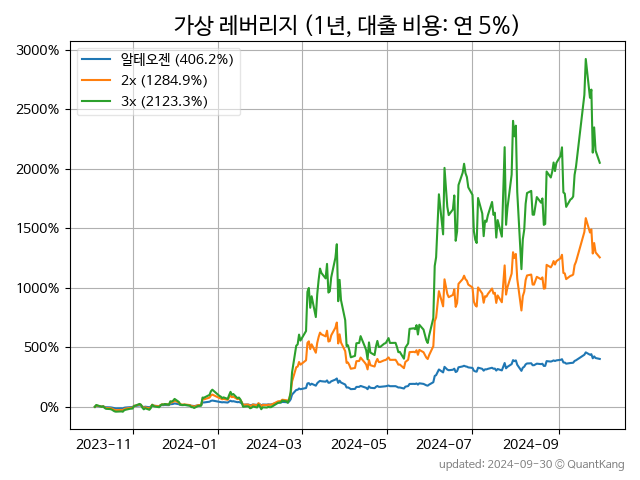 가상 레버리지 (1년, 대출 비용: 연 5%)
3000%
2500%
2000%
1500%
1000%
500%
0%
알테오젠 (406.2%)
2x (1284.9%)
3x (2123.3%)
2023-11
2024-01
2024-03
2024-05
2024-07
2024-09
updated: 2024-09-30 © QuantKang